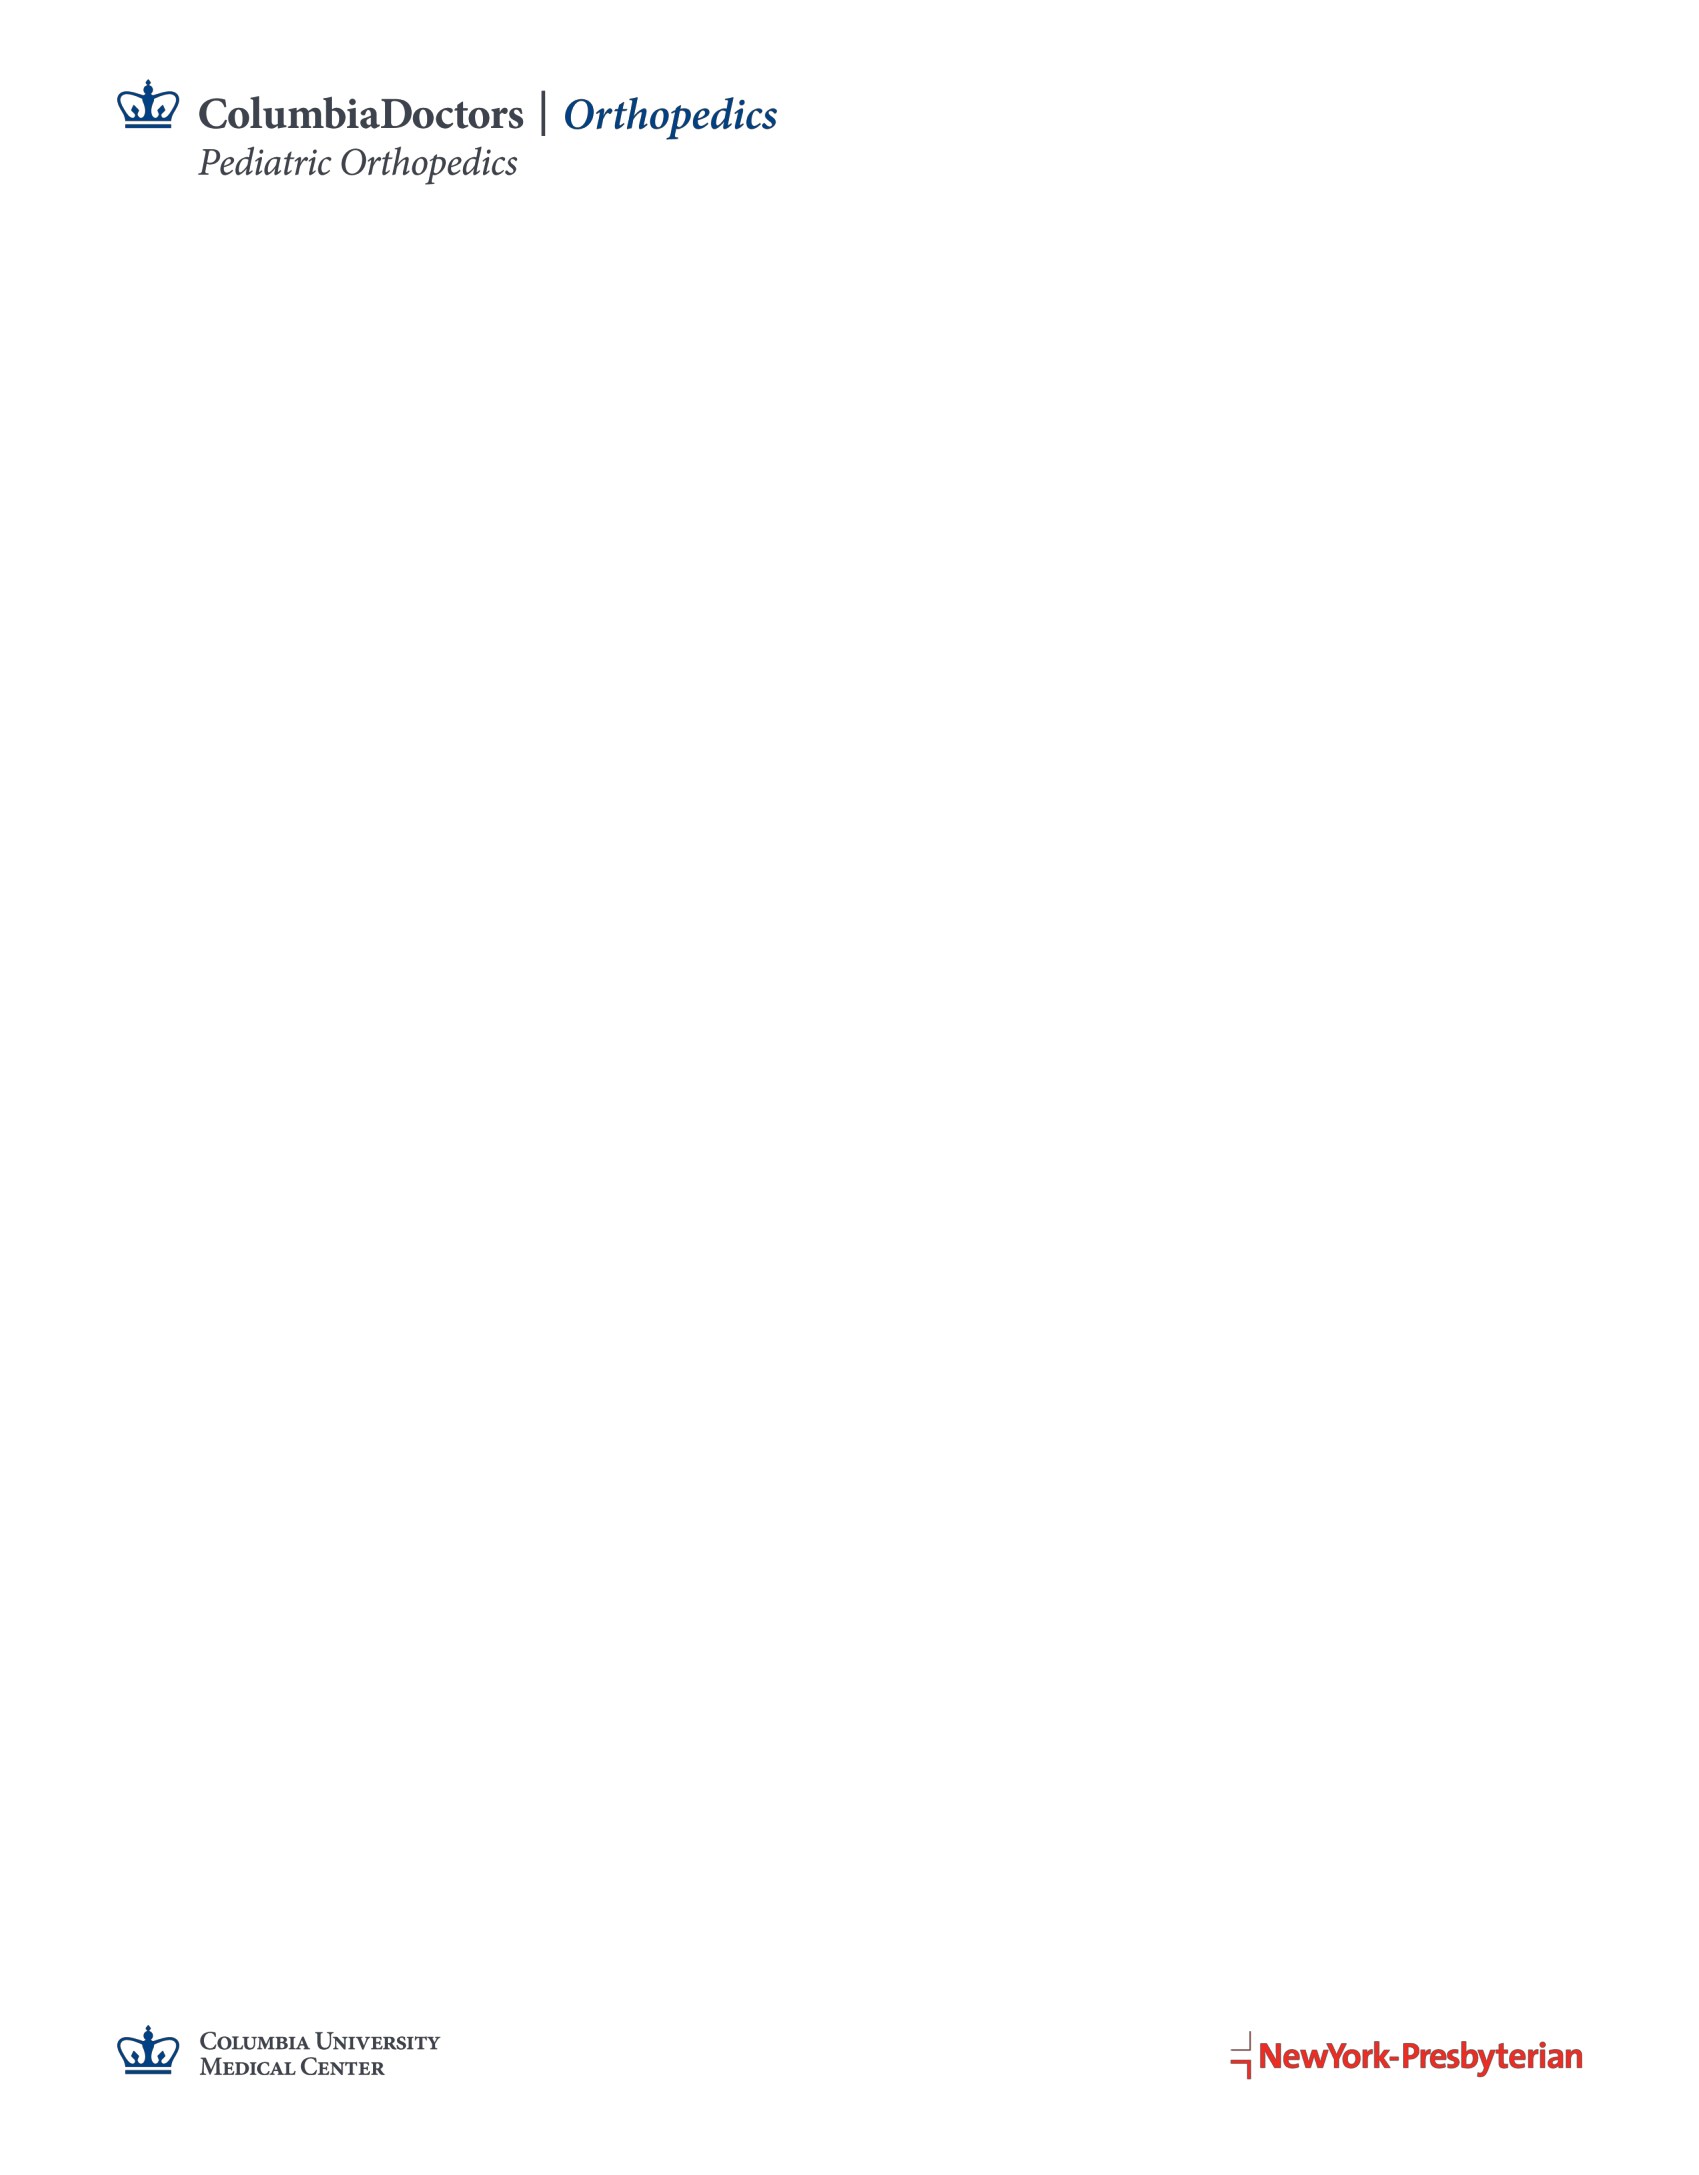 ColumbiaDoctors | Orthopedics
Pediatric Orthopedics
Columbia University
Medical Center
NewYork-Presbyterian